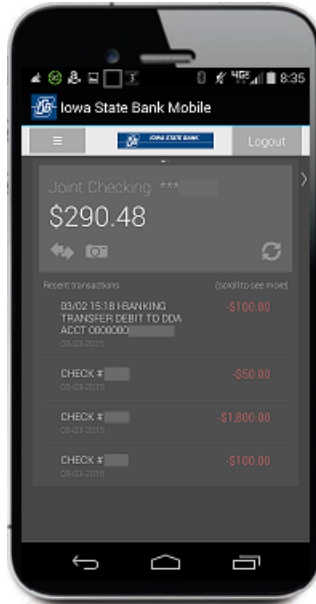 4G 8:35
Iowa State Bank Mobile
IOWA STATE BANK
Logout
Joint Checking ***
$290.48
Recent transactions (scroll to see more)
03/02 15:18 I-BANKING -$100.00
TRANSFER DEBIT TO DDA
ACCT 0000000
03-03-2015
CHECK # -$50.00
03-03-2015
CHECK # -$1,800.00
03-03-2015
CHECK # -$100.00
03-03-2015